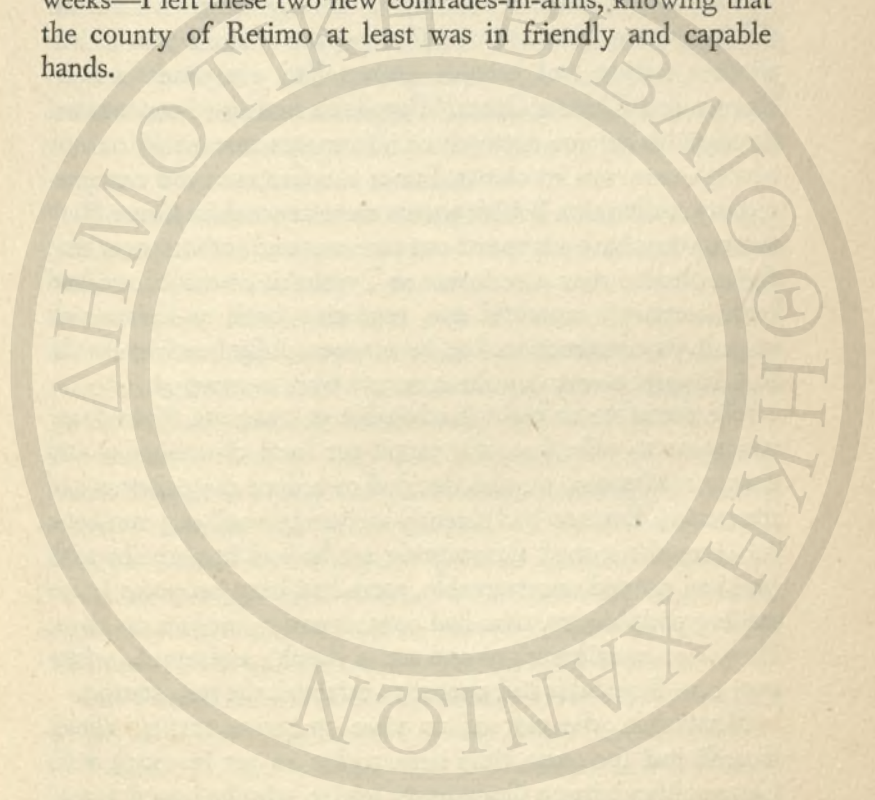 weeks—I left these two new comrades-in-arms, knowing that
the county of Retimo at least was in friendly and capable
hands.
ΔΗΜΟΤΙΚΗ ΒΙΒΛΙΟΘΗΚΗ ΧΑΝΙΩΝ